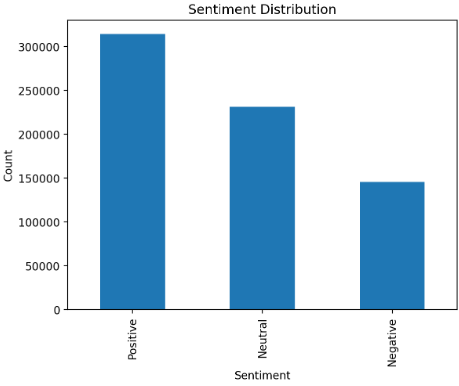 Sentiment Distribution
300000
250000
200000
150000
100000
50000
0
Count
Positive
Neutral
Negative
Sentiment